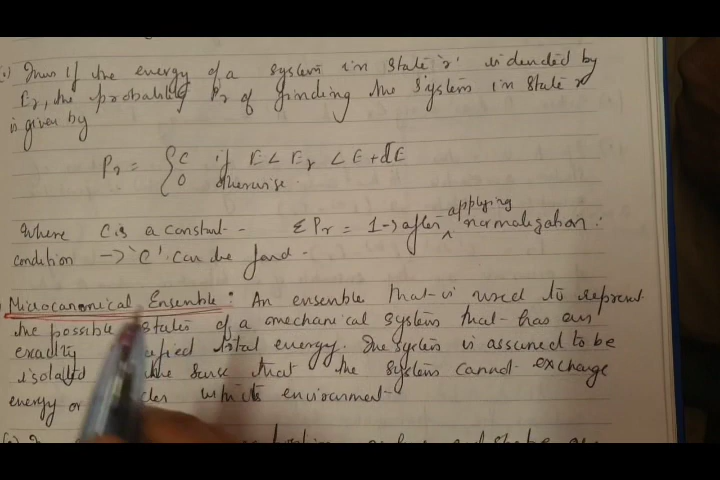 Thus if the energy of a system in state 'r' is denoted by
Er, the probability Pr of finding the system in state r
is given by
Pr = { C if E < Er < E + dE
0 otherwise.
applying
Where C is a constant - Σ Pr = 1 → after ^ normalization :
condition → 'C' can be found .
Microcanonical Ensemble : An ensemble that is used to represent
the possible states of a mechanical system that has an
exactly total energy. The system is assumed to be
isolated the sense that the system cannot exchange
energy or with its environment